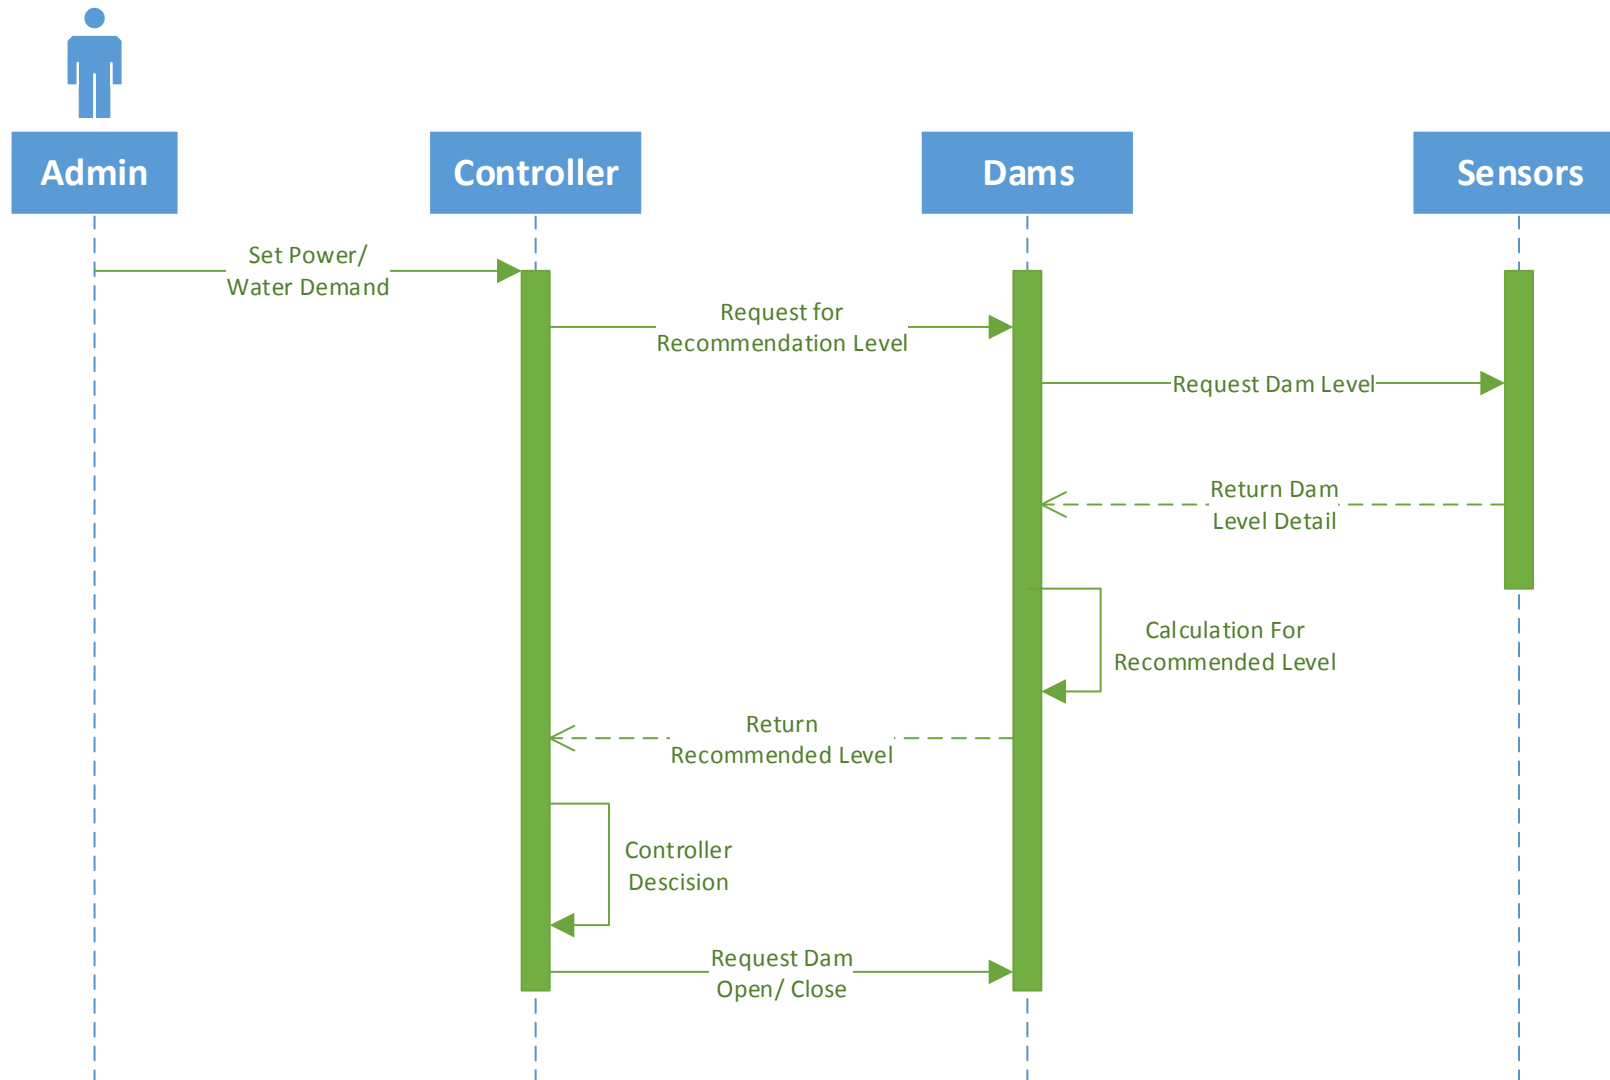 Admin
Controller
Dams
Sensors
Set Power/
Water Demand
Request for
Recommendation Level
Request Dam Level
Return Dam
Level Detail
Calculation For
Recommended Level
Return
Recommended Level
Controller
Descision
Request Dam
Open/ Close